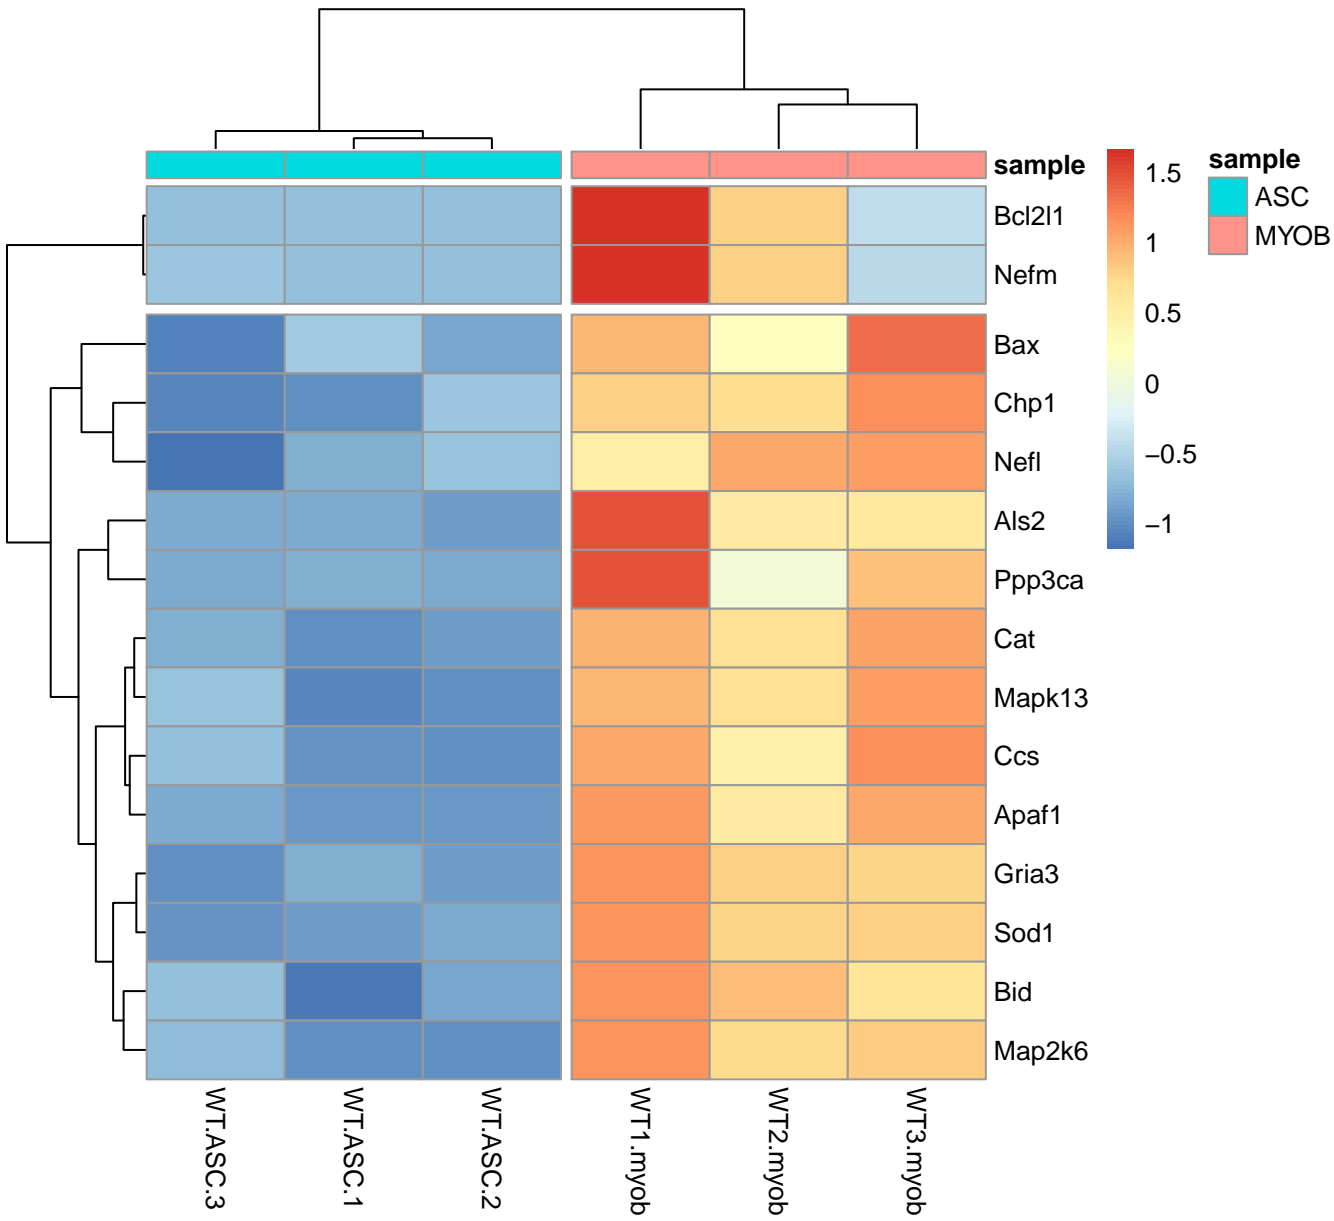 sample
Bcl2l1
Nefm
Bax
Chp1
Nefl
Als2
Ppp3ca
Cat
Mapk13
Ccs
Apaf1
Gria3
Sod1
Bid
Map2k6
WT.ASC.3
WT.ASC.1
WT.ASC.2
WT1.myob
WT2.myob
WT3.myob
1.5
1
0.5
0
−0.5
−1
sample
ASC
MYOB